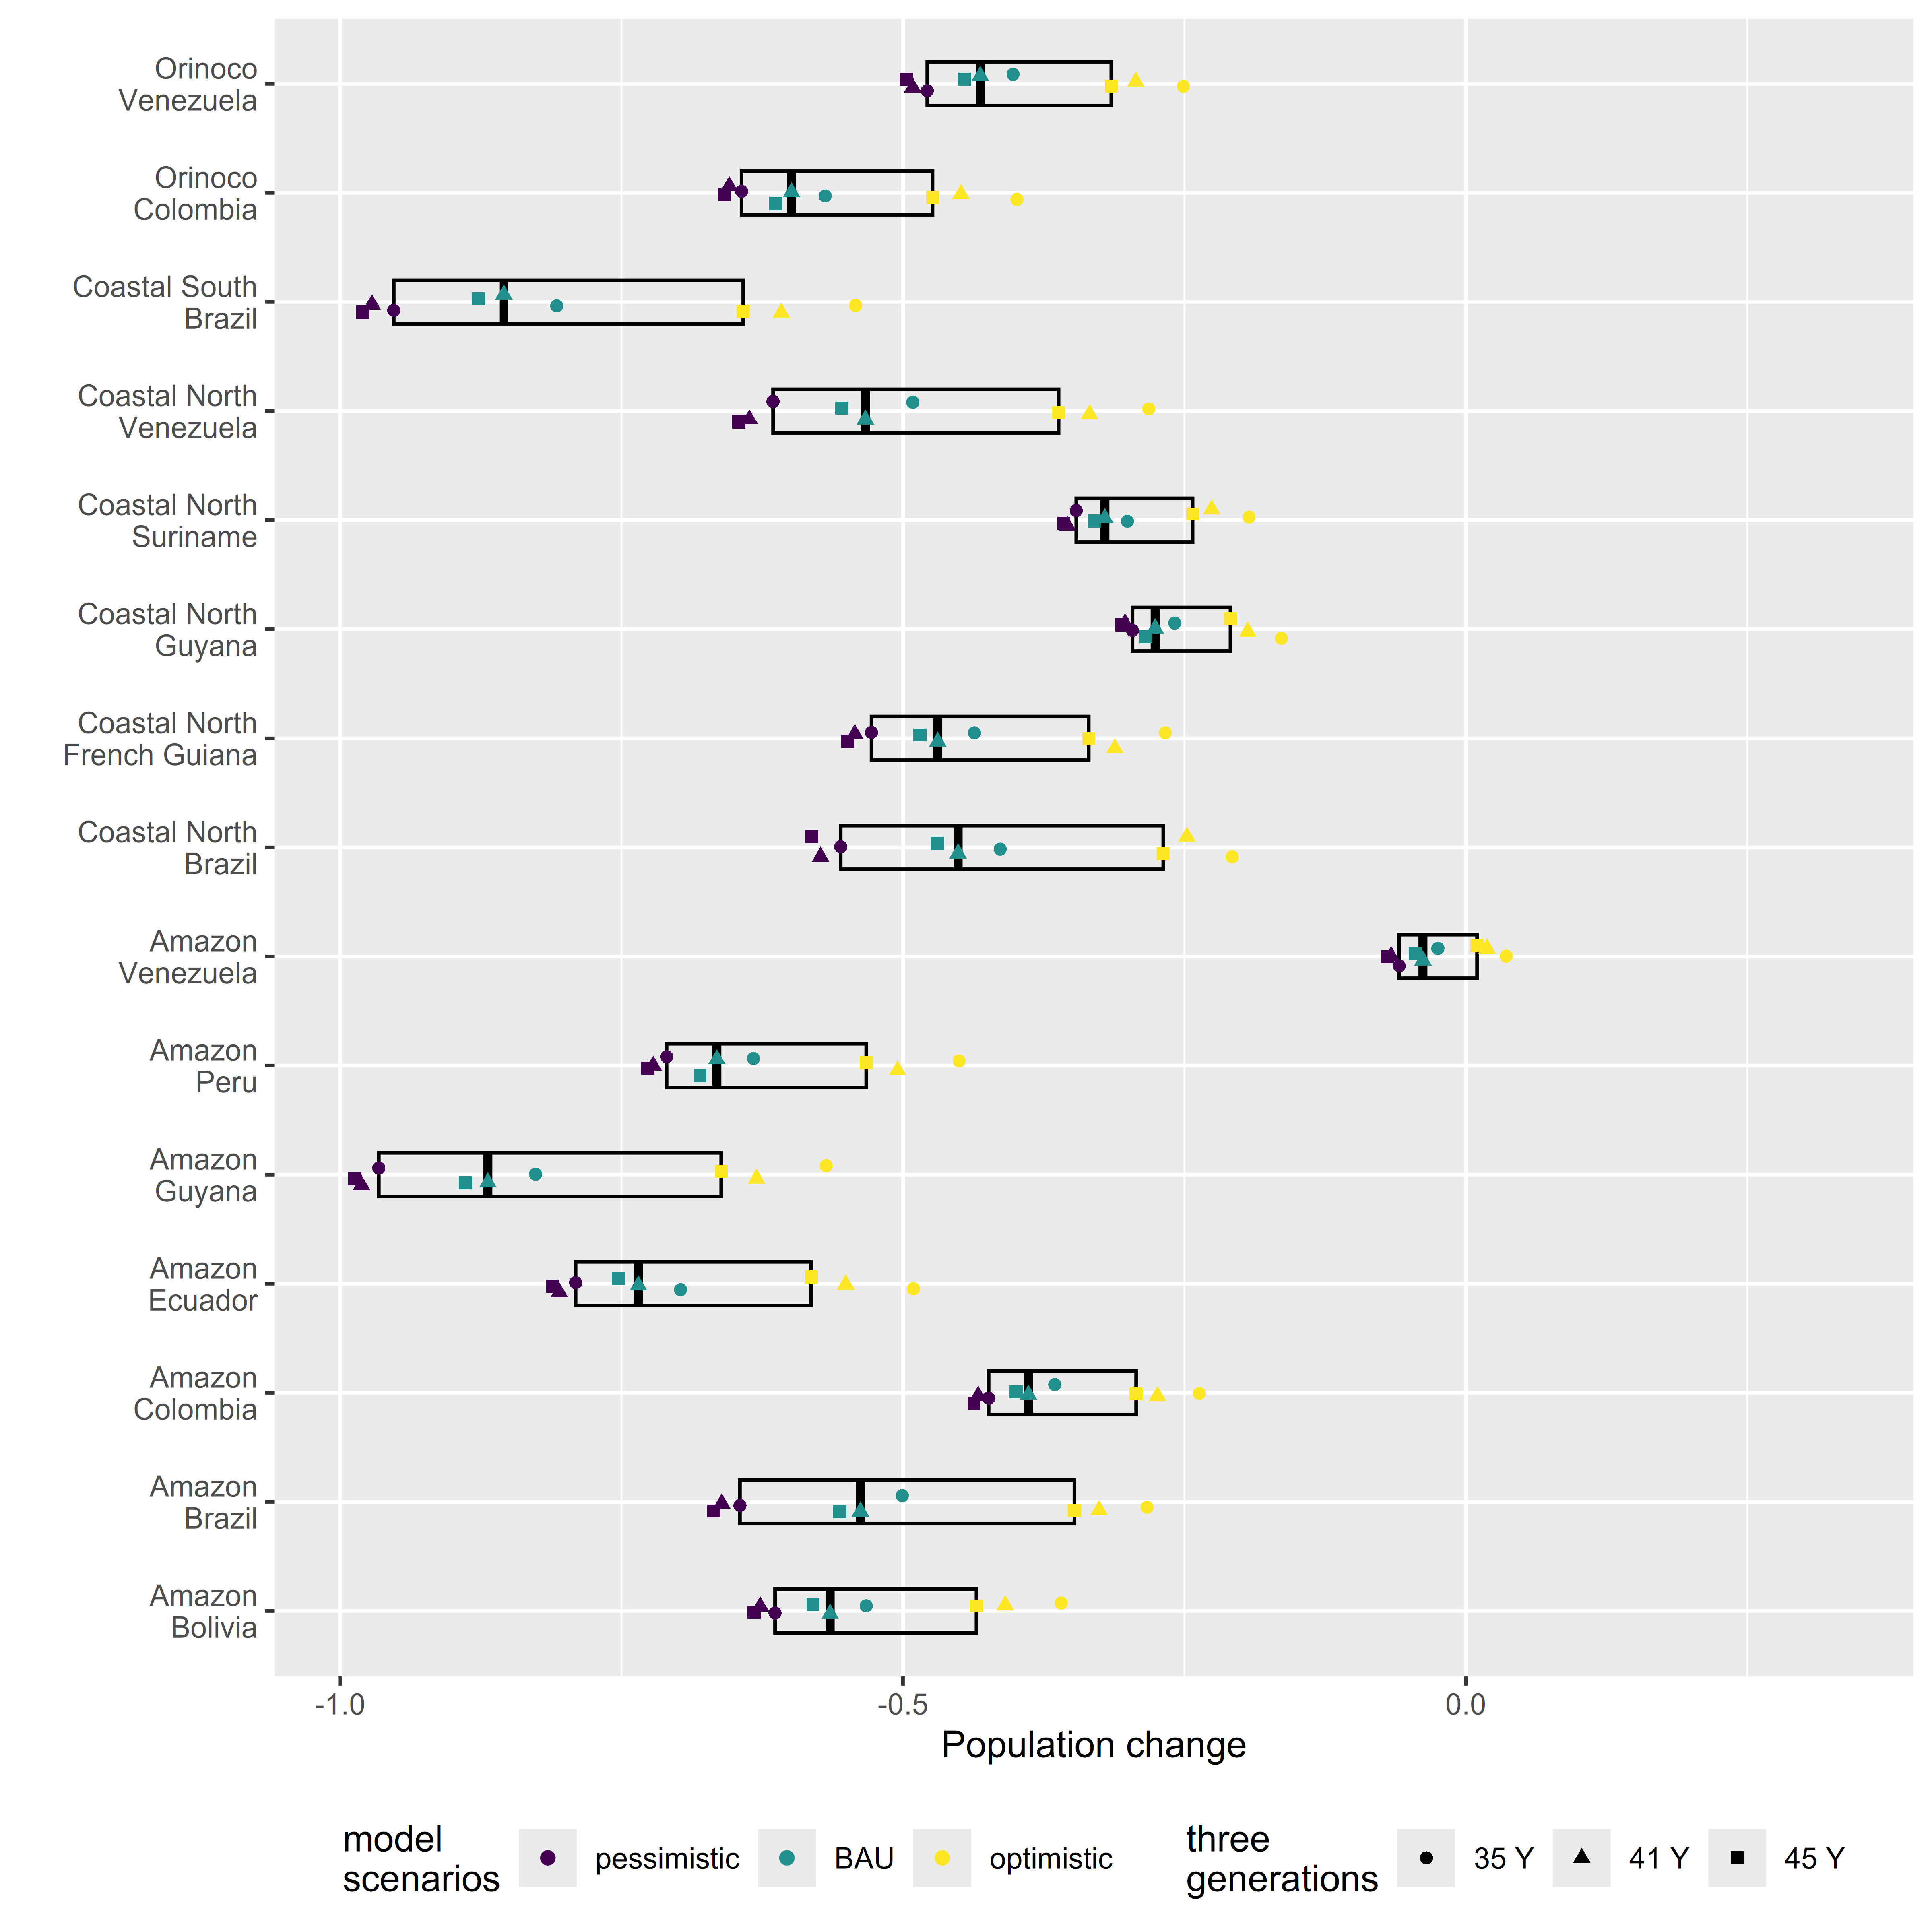 Orinoco
Venezuela
Orinoco
Colombia
Coastal South
Brazil
Coastal North
Venezuela
Coastal North
Suriname
Coastal North
Guyana
Coastal North
French Guiana
Coastal North
Brazil
Amazon
Venezuela
Amazon
Peru
Amazon
Guyana
Amazon
Ecuador
Amazon
Colombia
Amazon
Brazil
Amazon
Bolivia
-1.0 -0.5 0.0
Population change
model
scenarios
pessimistic BAU optimistic
three
generations
35 Y 41 Y 45 Y